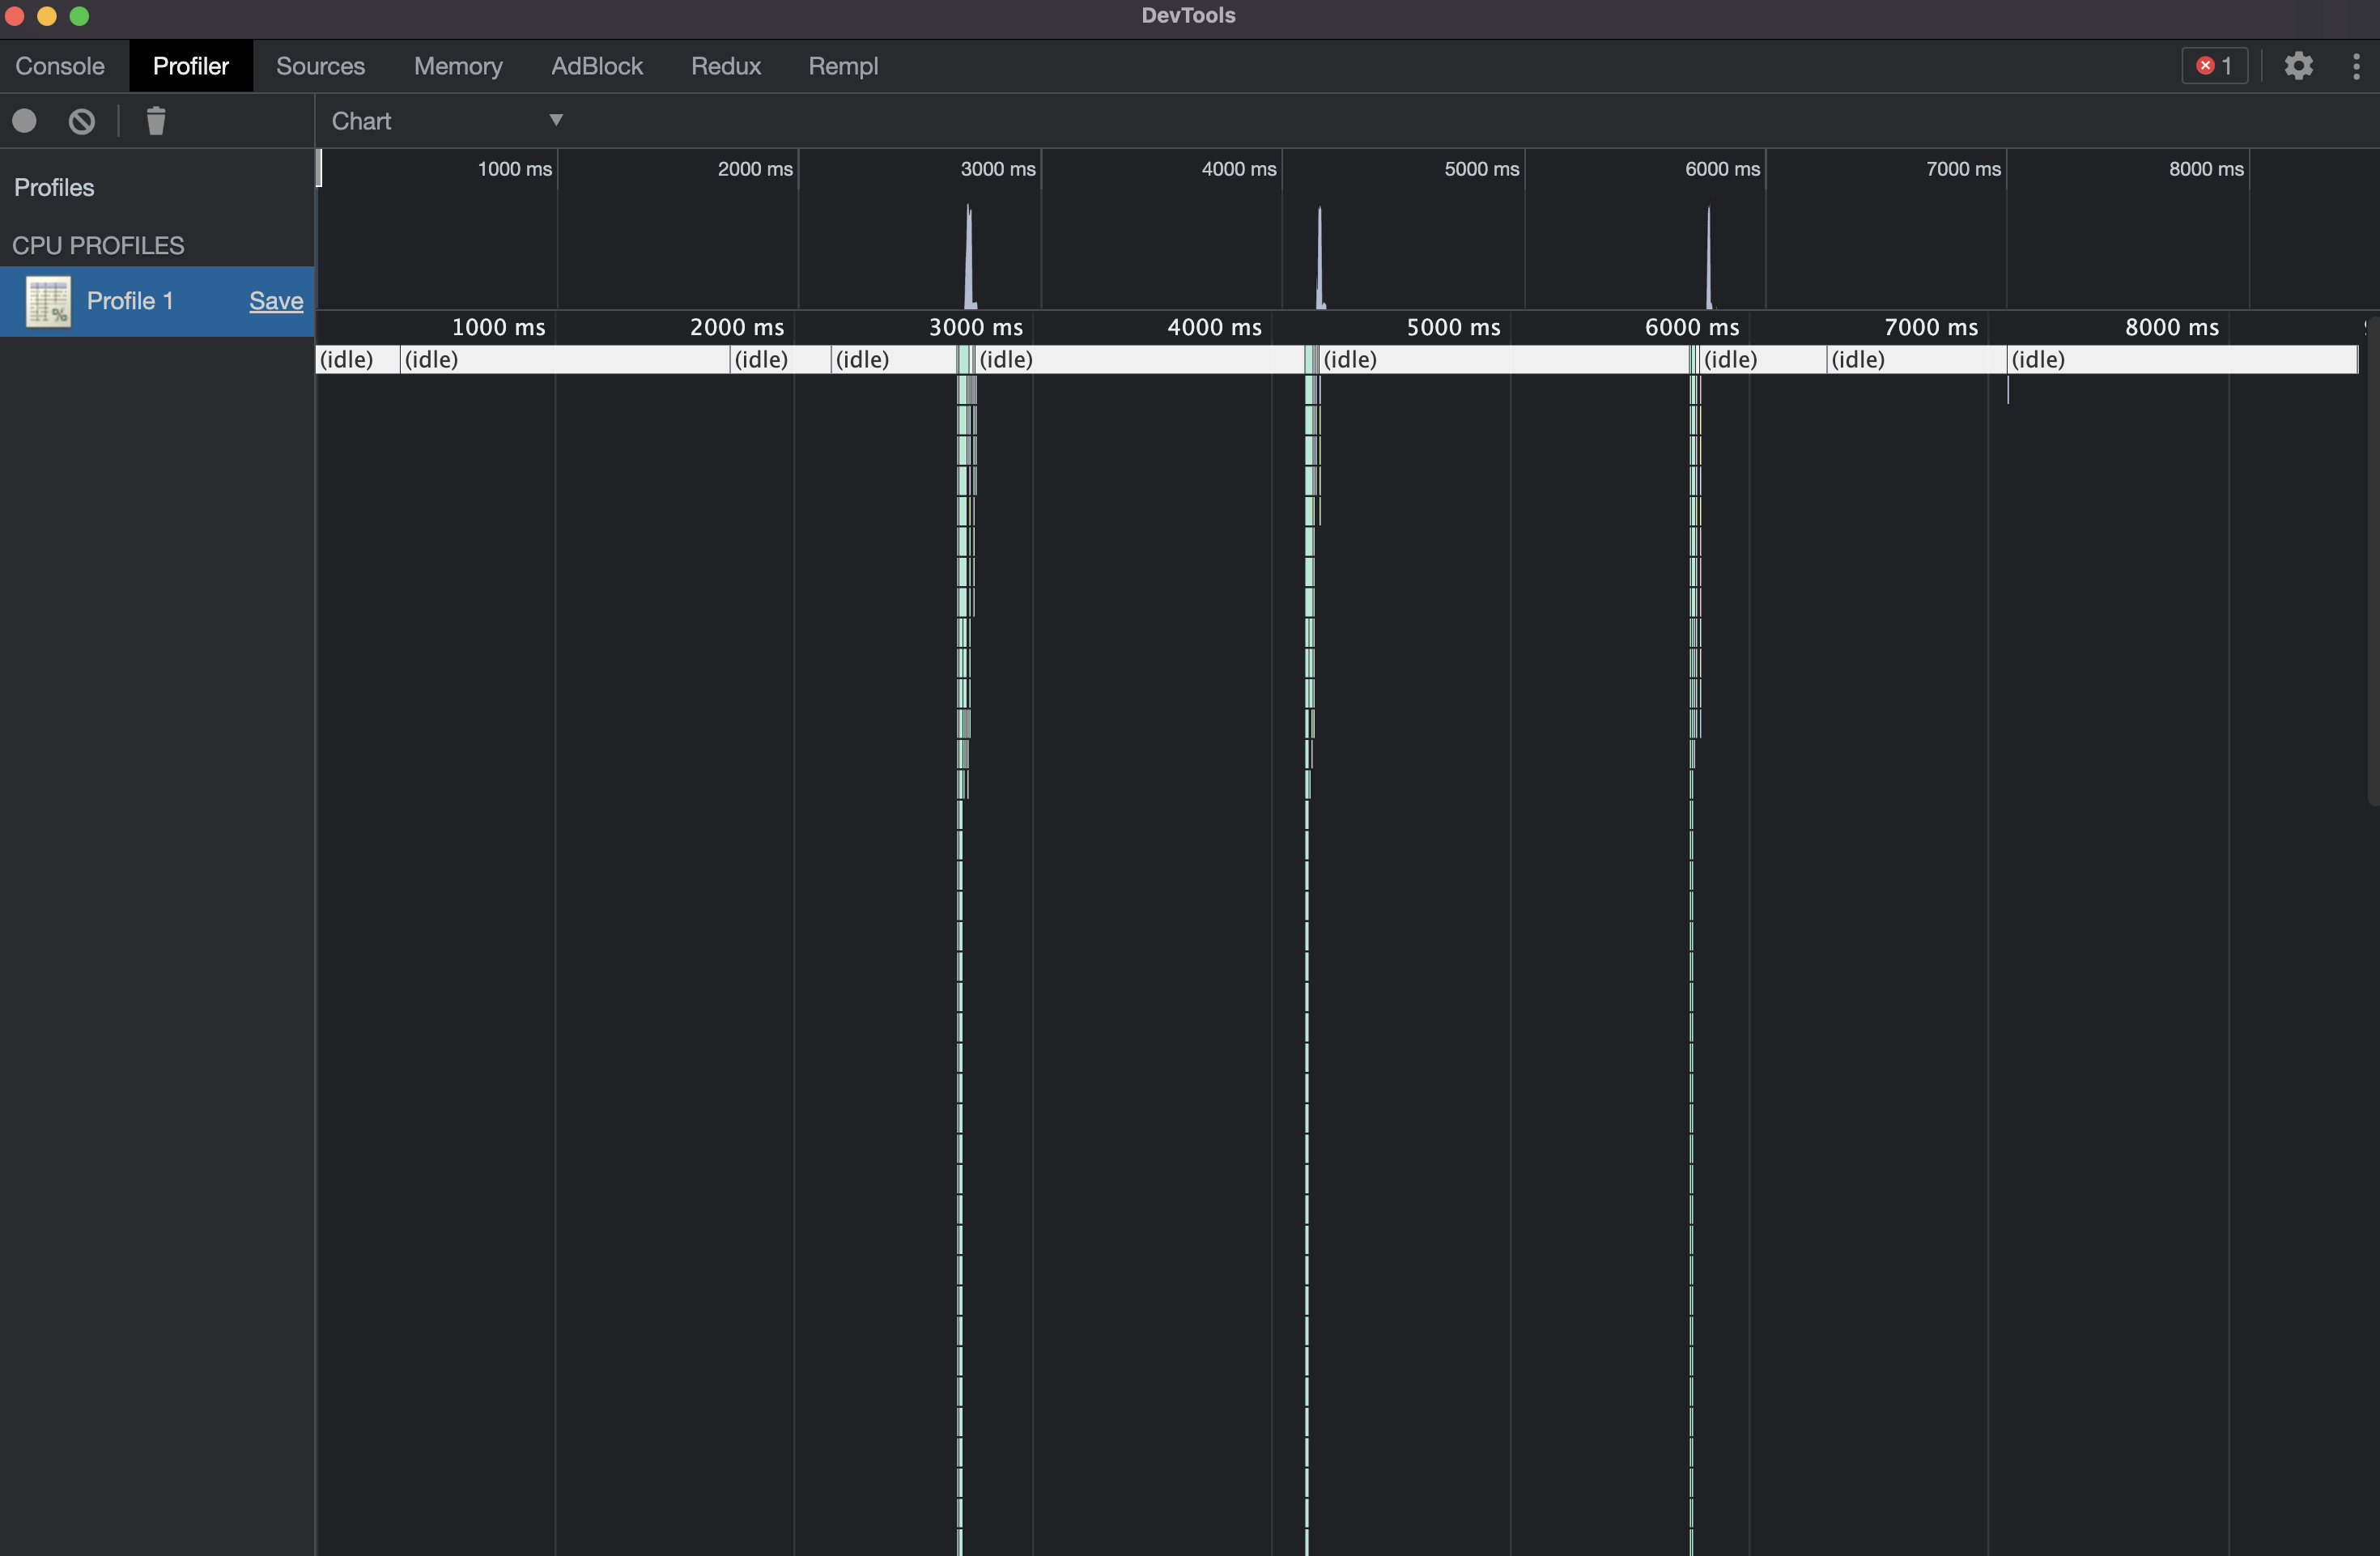 DevTools
Console Profiler Sources Memory AdBlock Redux Rempl 1
Chart
Profiles
CPU PROFILES
Profile 1 Save
1000 ms 2000 ms 3000 ms 4000 ms 5000 ms 6000 ms 7000 ms 8000 ms
1000 ms 2000 ms 3000 ms 4000 ms 5000 ms 6000 ms 7000 ms 8000 ms
(idle) (idle) (idle) (idle) (idle) (idle) (idle) (idle) (idle)